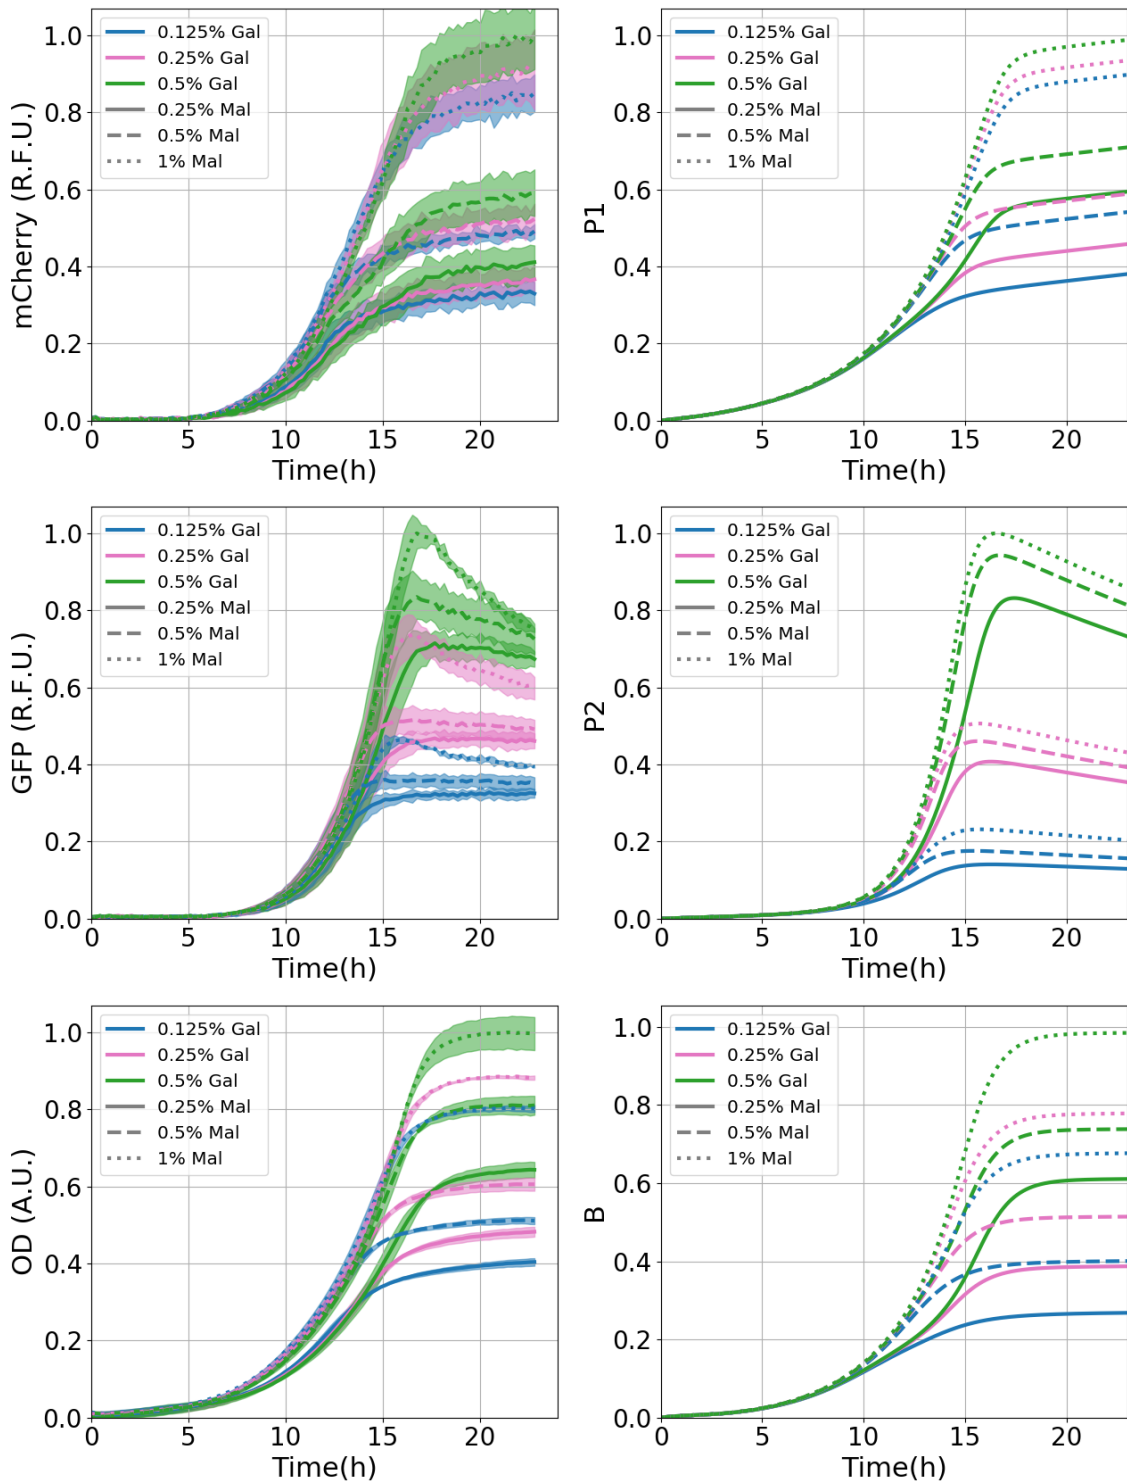 mCherry (R.F.U.)
1.0
0.8
0.6
0.4
0.2
0.0
0.125% Gal
0.25% Gal
0.5% Gal
0.25% Mal
0.5% Mal
1% Mal
0 5 10 15 20
Time(h)
P1
1.0
0.8
0.6
0.4
0.2
0.0
0.125% Gal
0.25% Gal
0.5% Gal
0.25% Mal
0.5% Mal
1% Mal
0 5 10 15 20
Time(h)
GFP (R.F.U.)
1.0
0.8
0.6
0.4
0.2
0.0
0.125% Gal
0.25% Gal
0.5% Gal
0.25% Mal
0.5% Mal
1% Mal
0 5 10 15 20
Time(h)
P2
1.0
0.8
0.6
0.4
0.2
0.0
0.125% Gal
0.25% Gal
0.5% Gal
0.25% Mal
0.5% Mal
1% Mal
0 5 10 15 20
Time(h)
OD (A.U.)
1.0
0.8
0.6
0.4
0.2
0.0
0.125% Gal
0.25% Gal
0.5% Gal
0.25% Mal
0.5% Mal
1% Mal
0 5 10 15 20
Time(h)
B
1.0
0.8
0.6
0.4
0.2
0.0
0.125% Gal
0.25% Gal
0.5% Gal
0.25% Mal
0.5% Mal
1% Mal
0 5 10 15 20
Time(h)